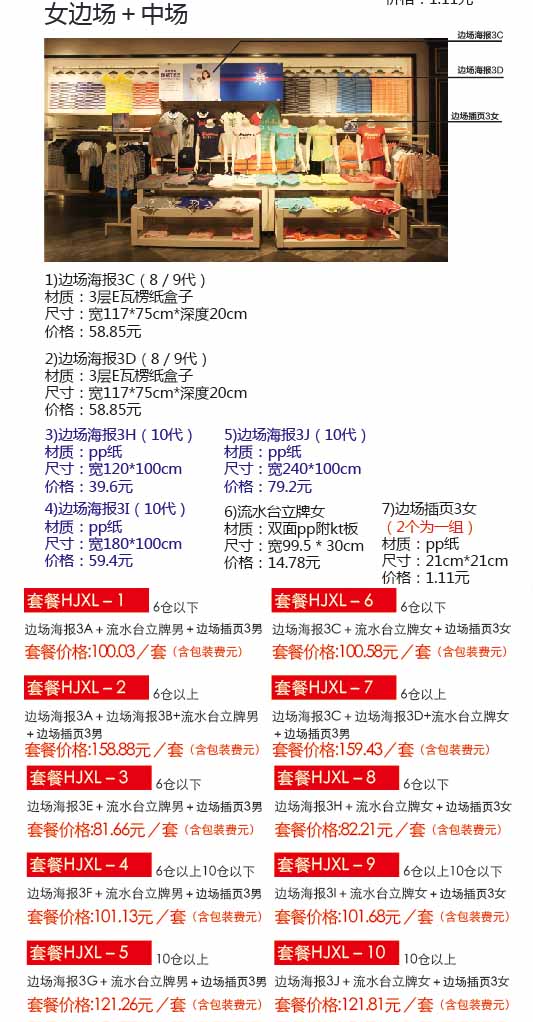 价格：1.11元
女边场＋中场
边场海报3C
边场海报3D
边场插页3女
1)边场海报3C（8 / 9代）
材质：3层E瓦楞纸盒子
尺寸：宽117*75cm*深度20cm
价格：58.85元
2)边场海报3D（8 / 9代）
材质：3层E瓦楞纸盒子
尺寸：宽117*75cm*深度20cm
价格：58.85元
3)边场海报3H（10代）
材质：pp纸
尺寸：宽120*100cm
价格：39.6元
5)边场海报3J（10代）
材质：pp纸
尺寸：宽240*100cm
价格：79.2元
4)边场海报3I（10代）
材质：pp纸
尺寸：宽180*100cm
价格：59.4元
6)流水台立牌女
材质：双面pp附kt板
尺寸：宽99.5 * 30cm
价格：14.78元
7)边场插页3女
（2个为一组）
材质：pp纸
尺寸：21cm*21cm
价格：1.11元
套餐HJXL – 1 6仓以下
边场海报3A＋流水台立牌男＋边场插页3男
套餐价格:100.03／套（含包装费元）
套餐HJXL – 6 6仓以下
边场海报3C＋流水台立牌女＋边场插页3女
套餐价格:100.58元／套（含包装费元）
套餐HJXL – 2 6仓以上
边场海报3A＋边场海报3B+流水台立牌男
＋边场插页3男
套餐价格:158.88元／套（含包装费元）
套餐HJXL – 7 6仓以上
边场海报3C＋边场海报3D+流水台立牌女
＋边场插页3男
套餐价格:159.43／套（含包装费元）
套餐HJXL – 3 6仓以下
边场海报3E＋流水台立牌男＋边场插页3男
套餐价格:81.66元／套（含包装费元）
套餐HJXL – 8 6仓以下
边场海报3H＋流水台立牌女＋边场插页3女
套餐价格:82.21元／套（含包装费元）
套餐HJXL – 4 6仓以上10仓以下
边场海报3F＋流水台立牌男＋边场插页3男
套餐价格:101.13元／套（含包装费元）
套餐HJXL – 9 6仓以上10仓以下
边场海报3I＋流水台立牌女＋边场插页3女
套餐价格:101.68元／套（含包装费元）
套餐HJXL – 5 10仓以上
边场海报3G＋流水台立牌男＋边场插页3男
套餐价格:121.26元／套（含包装费元）
套餐HJXL – 10 10仓以上
边场海报3J＋流水台立牌女＋边场插页3女
套餐价格:121.81元／套（含包装费元）